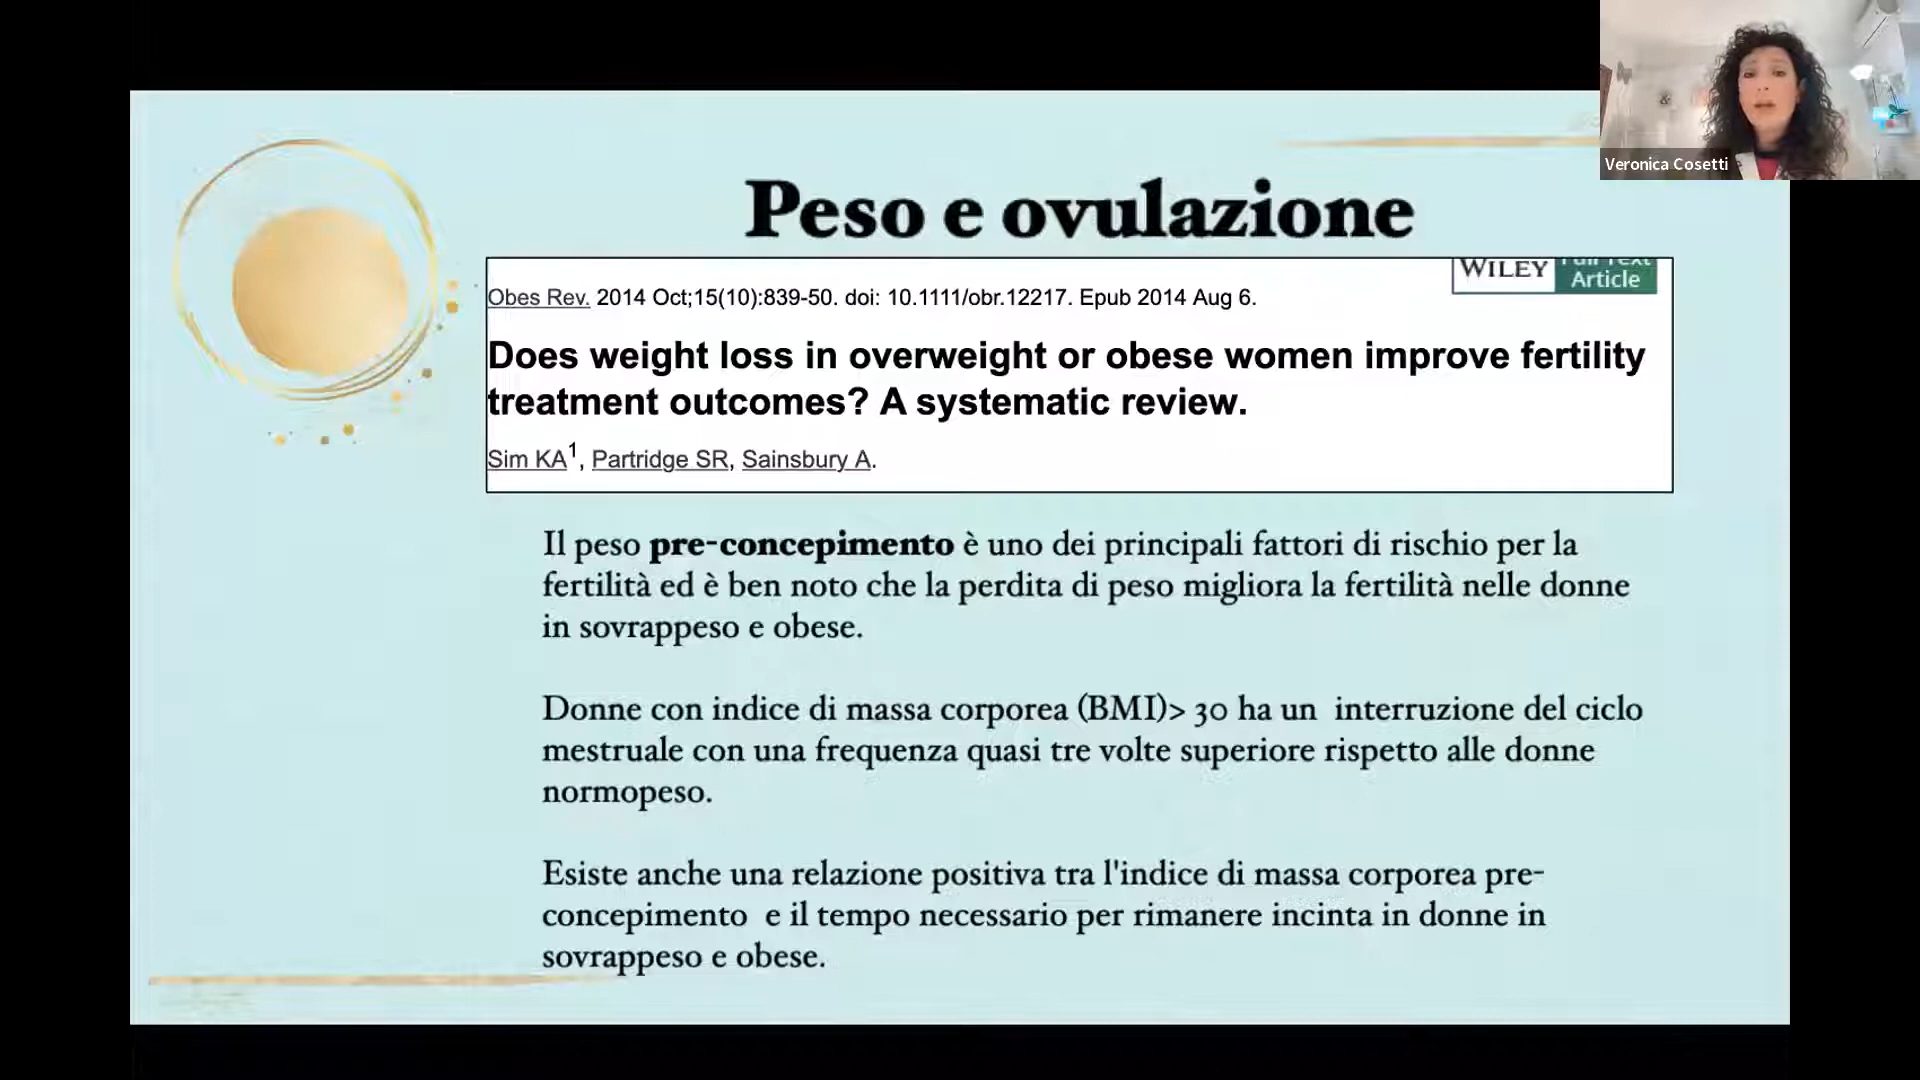 Veronica Cosetti
Peso e ovulazione
WILEY Full Text
Article
Obes Rev. 2014 Oct;15(10):839-50. doi: 10.1111/obr.12217. Epub 2014 Aug 6.
Does weight loss in overweight or obese women improve fertility
treatment outcomes? A systematic review.
Sim KA1, Partridge SR, Sainsbury A.
Il peso pre-concepimento è uno dei principali fattori di rischio per la
fertilità ed è ben noto che la perdita di peso migliora la fertilità nelle donne
in sovrappeso e obese.
Donne con indice di massa corporea (BMI)> 30 ha un interruzione del ciclo
mestruale con una frequenza quasi tre volte superiore rispetto alle donne
normopeso.
Esiste anche una relazione positiva tra l'indice di massa corporea pre-
concepimento e il tempo necessario per rimanere incinta in donne in
sovrappeso e obese.